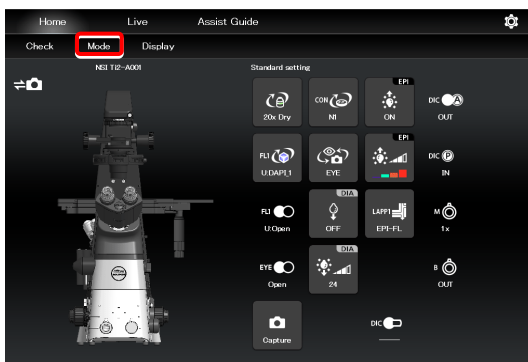 Home Live Assist Guide
Check Mode Display
NSI Ti2-A001
Standard setting
20x Dry
CON
N1
EPI
ON
DIC A
OUT
FL1
U:DAPI_1
EYE
EPI
DIC P
IN
FL1
U:Open
DIA
OFF
LAPP1
EPI-FL
M
1x
EYE
Open
DIA
24
B
OUT
Capture
DIC